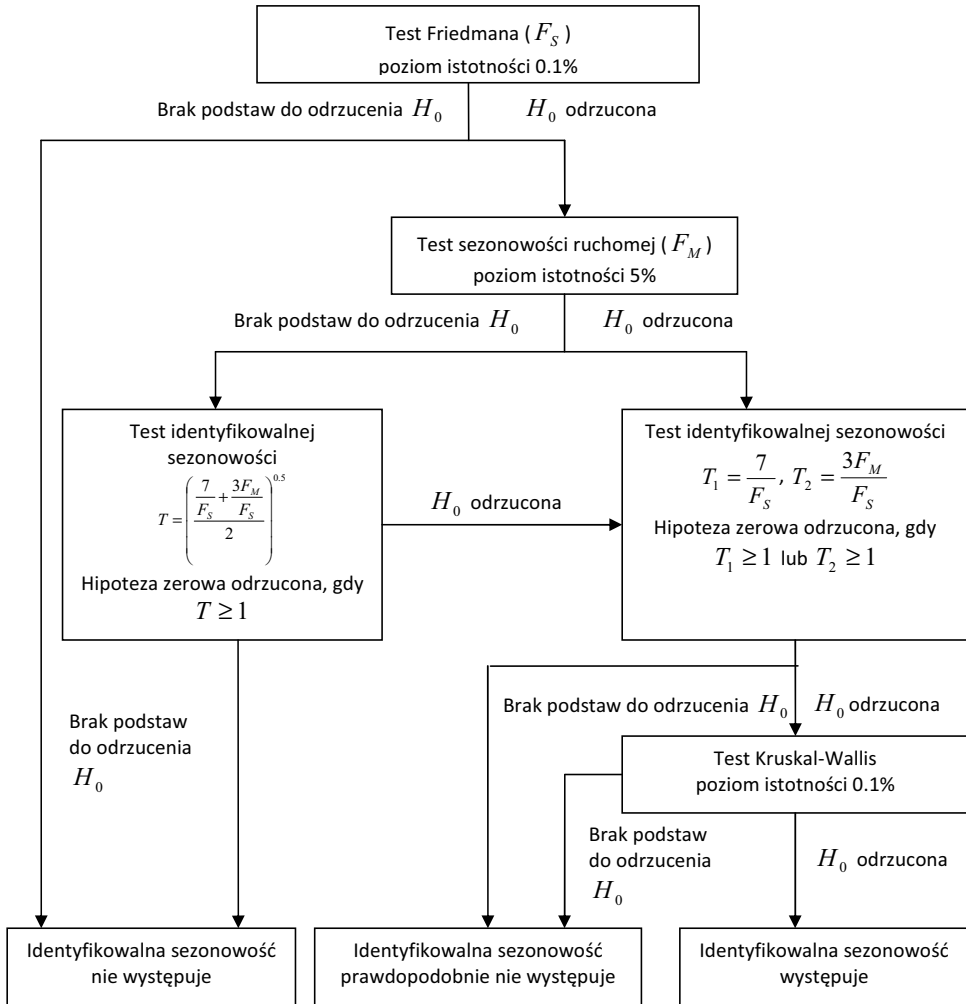 Test Friedmana ( F_S )
poziom istotności 0.1%
Brak podstaw do odrzucenia H_0
H_0 odrzucona
Test sezonowości ruchomej ( F_M )
poziom istotności 5%
Brak podstaw do odrzucenia H_0
H_0 odrzucona
Test identyfikowalnej
sezonowości
T = ( ( 7/F_S + 3F_M/F_S ) / 2 )^0.5
Hipoteza zerowa odrzucona, gdy
T ≥ 1
H_0 odrzucona
Test identyfikowalnej sezonowości
T_1 = 7/F_S , T_2 = 3F_M/F_S
Hipoteza zerowa odrzucona, gdy
T_1 ≥ 1 lub T_2 ≥ 1
Brak podstaw do odrzucenia H_0
H_0 odrzucona
Brak podstaw
do odrzucenia
H_0
Test Kruskal-Wallis
poziom istotności 0.1%
Brak podstaw
do odrzucenia
H_0
H_0 odrzucona
Identyfikowalna sezonowość
nie występuje
Identyfikowalna sezonowość
prawdopodobnie nie występuje
Identyfikowalna sezonowość
występuje